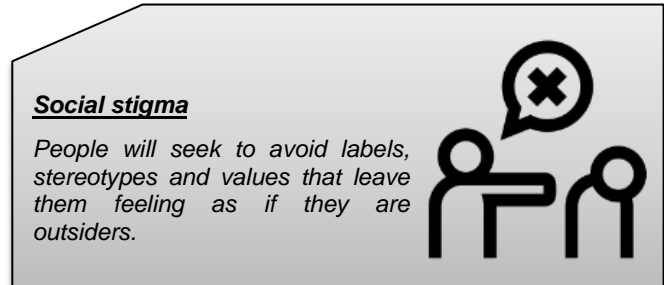 Social stigma
People will seek to avoid labels,
stereotypes and values that leave
them feeling as if they are
outsiders.